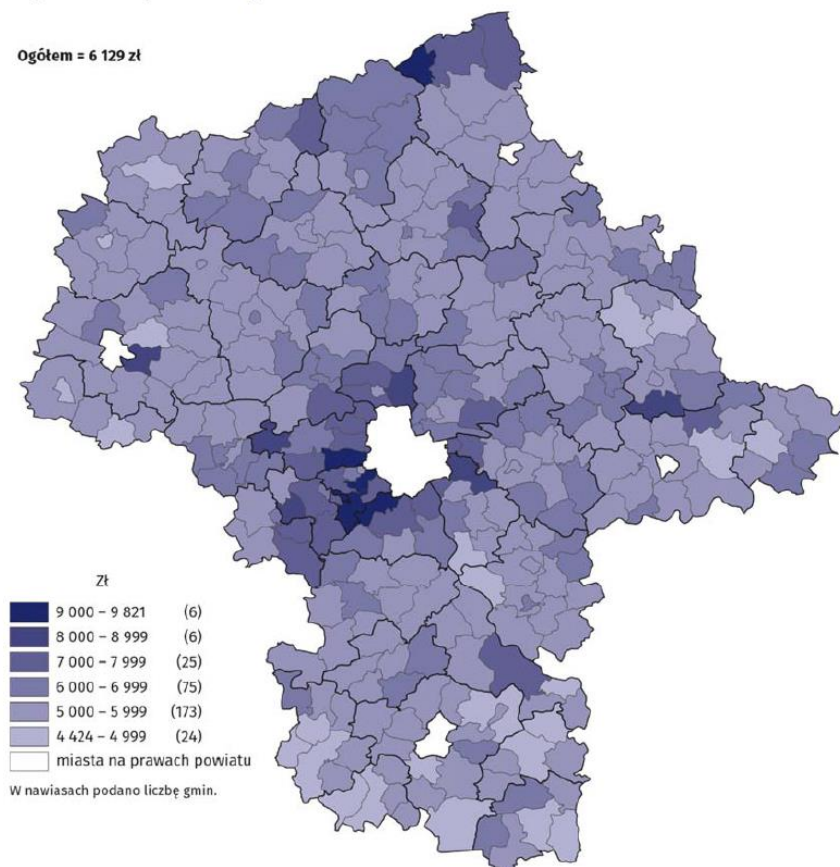 Ogółem = 6 129 zł
Zł
9 000 – 9 821 (6)
8 000 – 8 999 (6)
7 000 – 7 999 (25)
6 000 – 6 999 (75)
5 000 – 5 999 (173)
4 424 – 4 999 (24)
miasta na prawach powiatu
W nawiasach podano liczbę gmin.